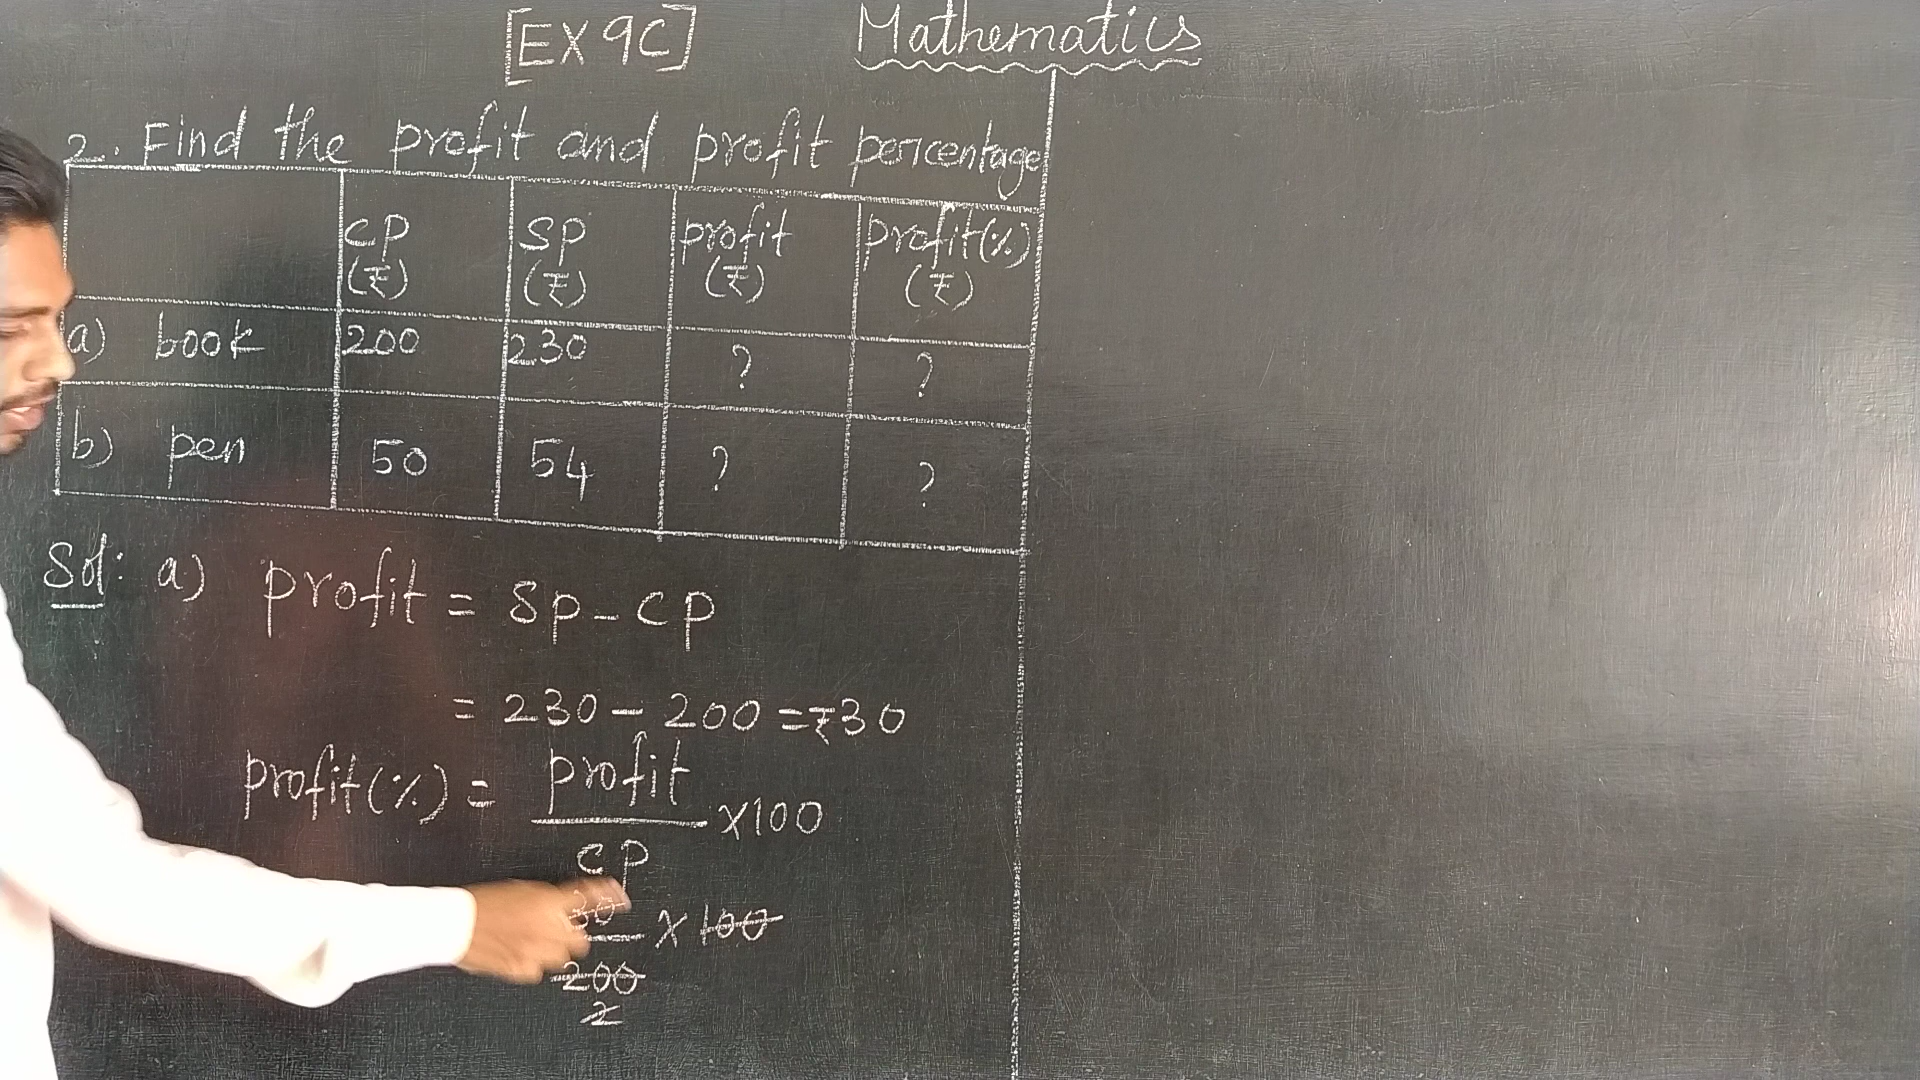 [EX 9C] Mathematics
2. Find the profit and profit percentage
CP (₹) SP (₹) profit (₹) profit(%) (₹)
a) book 200 230 ? ?
b) pen 50 54 ? ?
Sol: a) profit = SP - CP
= 230 - 200 = ₹30
profit(%) = profit
x100
CP
30
x 100
200
2